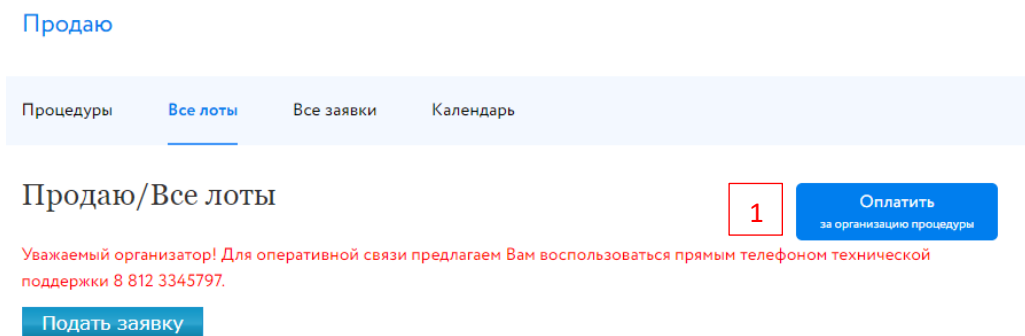 Продаю
Процедуры Все лоты Все заявки Календарь
Продаю/Все лоты
1
Оплатить
за организацию процедуры
Уважаемый организатор! Для оперативной связи предлагаем Вам воспользоваться прямым телефоном технической
поддержки 8 812 3345797.
Подать заявку